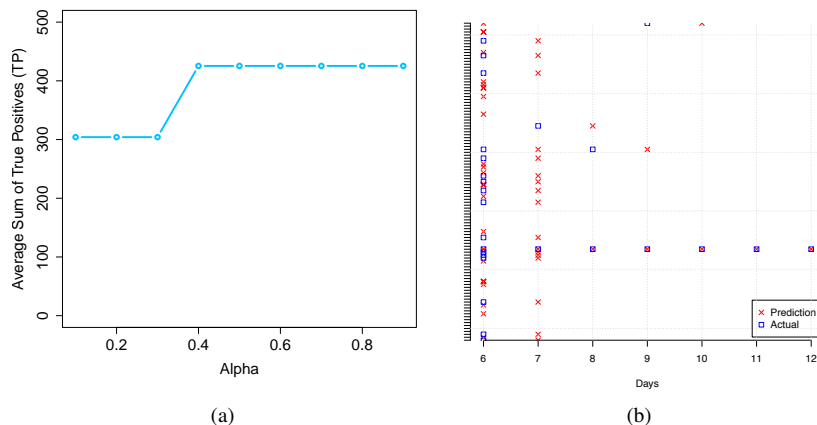 500
400
300
200
100
0
Average Sum of True Positives (TP)
0.2 0.4 0.6 0.8
Alpha
(a)
Prediction
Actual
6 7 8 9 10 11 12
Days
(b)